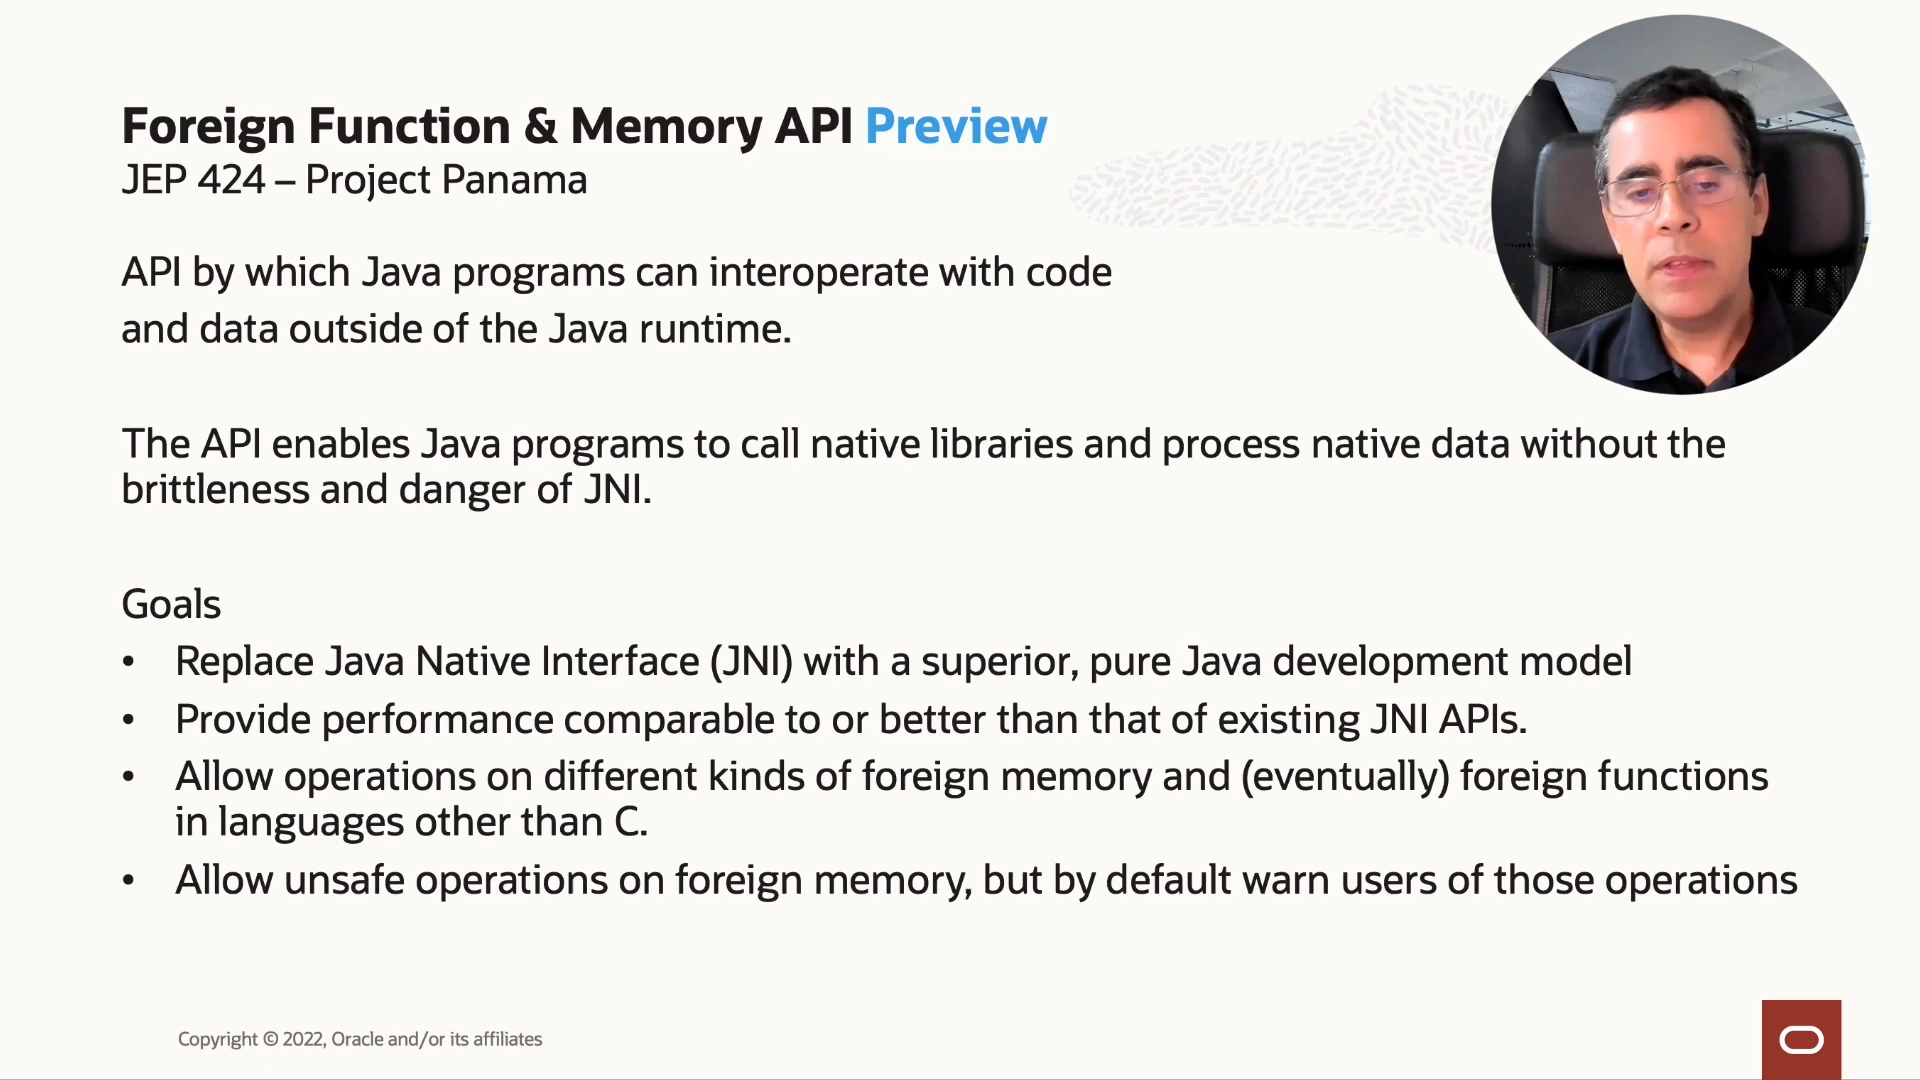 Foreign Function & Memory API Preview
JEP 424 – Project Panama
API by which Java programs can interoperate with code
and data outside of the Java runtime.
The API enables Java programs to call native libraries and process native data without the
brittleness and danger of JNI.
Goals
• Replace Java Native Interface (JNI) with a superior, pure Java development model
• Provide performance comparable to or better than that of existing JNI APIs.
• Allow operations on different kinds of foreign memory and (eventually) foreign functions
in languages other than C.
• Allow unsafe operations on foreign memory, but by default warn users of those operations
Copyright © 2022, Oracle and/or its affiliates